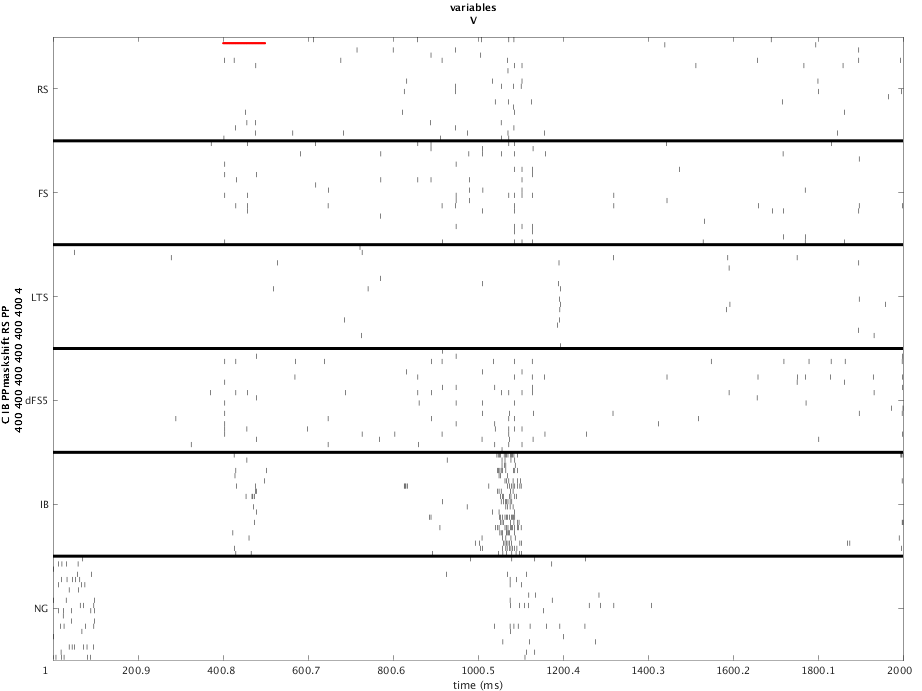 variables
V
C IB PPmaskshift RS PP
400 400 400 400 400 400 4
RS
FS
LTS
dFS5
IB
NG
1 200.9 400.8 600.7 800.6 1000.5 1200.4 1400.3 1600.2 1800.1 2000
time (ms)